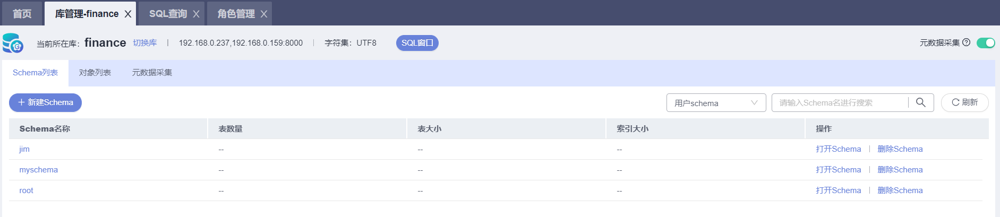 首页 库管理-finance X SQL查询 X 角色管理 X
当前所在库: finance 切换库 | 192.168.0.237,192.168.0.159:8000 | 字符集: UTF8 SQL窗口 元数据采集 ?
Schema列表 对象列表 元数据采集
+ 新建Schema 用户schema 请输入Schema名进行搜索 刷新
Schema名称 表数量 表大小 索引大小 操作
jim -- -- -- 打开Schema | 删除Schema
myschema -- -- -- 打开Schema | 删除Schema
root -- -- -- 打开Schema | 删除Schema